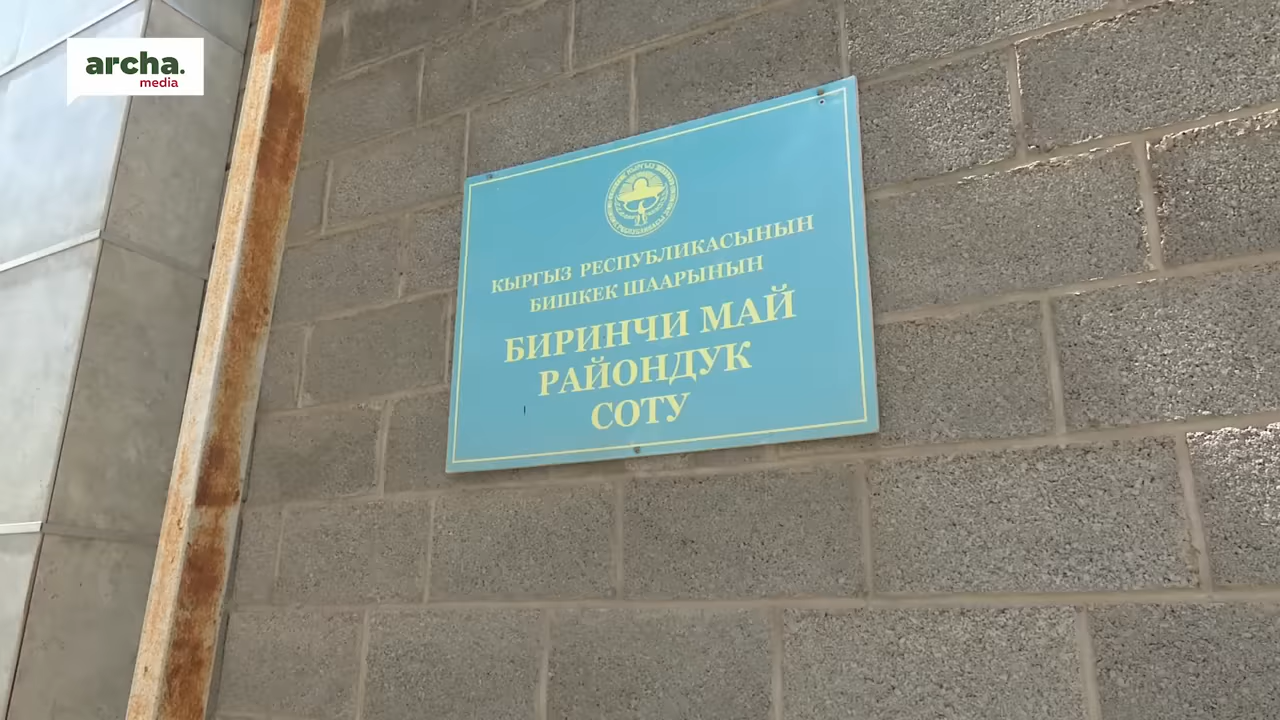 archa.
media
КЫРГЫЗ РЕСПУБЛИКАСЫНЫН
БИШКЕК ШААРЫНЫН
БИРИНЧИ МАЙ
РАЙОНДУК
СОТУ